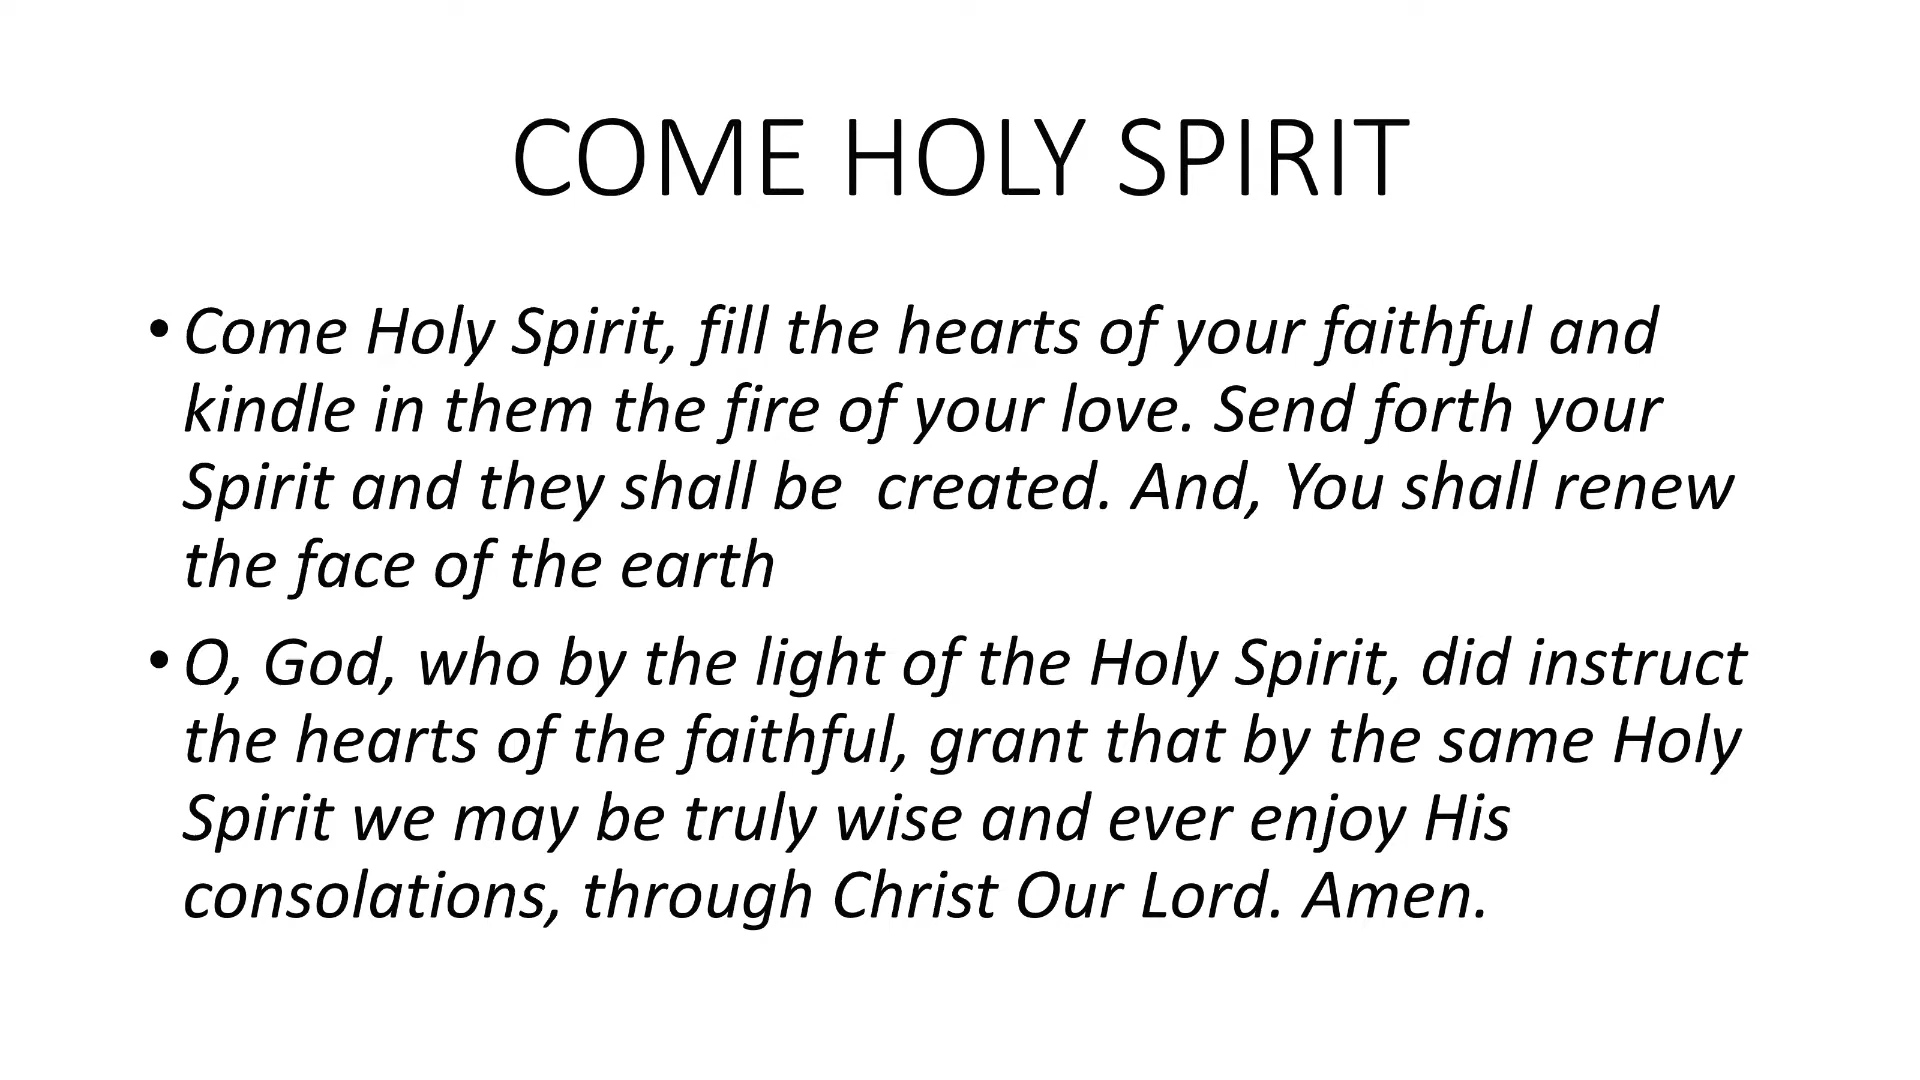 COME HOLY SPIRIT
• Come Holy Spirit, fill the hearts of your faithful and
kindle in them the fire of your love. Send forth your
Spirit and they shall be  created. And, You shall renew
the face of the earth
• O, God, who by the light of the Holy Spirit, did instruct
the hearts of the faithful, grant that by the same Holy
Spirit we may be truly wise and ever enjoy His
consolations, through Christ Our Lord. Amen.